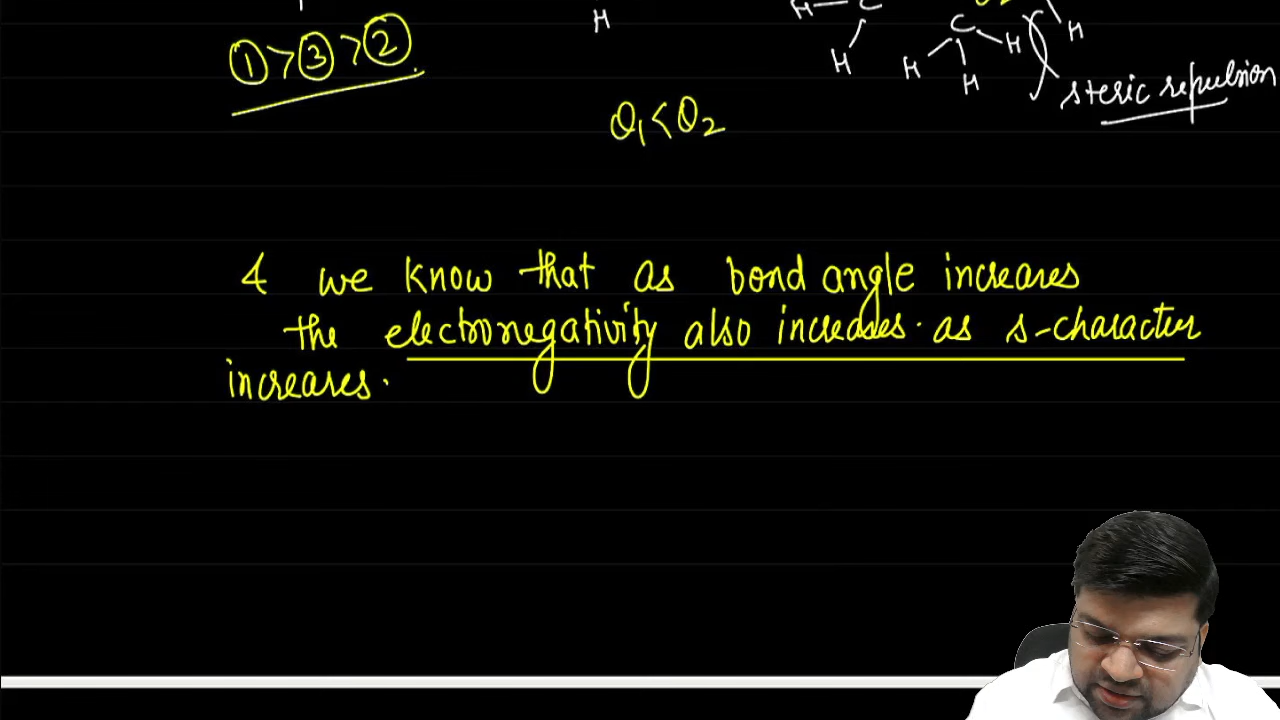 ① > ③ > ②
H
H
H
H
C
H
H
H
steric repulsion
θ₁ < θ₂
4 we know that as bond angle increases
the electronegativity also increases. as s-character
increases.